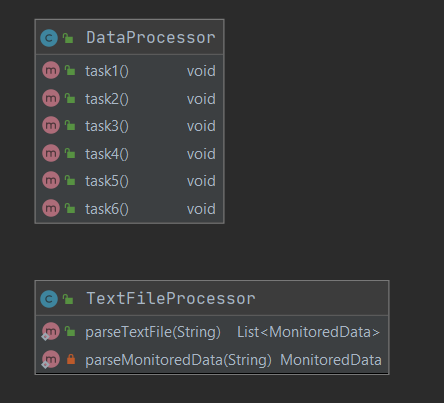 DataProcessor
task1() void
task2() void
task3() void
task4() void
task5() void
task6() void
TextFileProcessor
parseTextFile(String) List<MonitoredData>
parseMonitoredData(String) MonitoredData